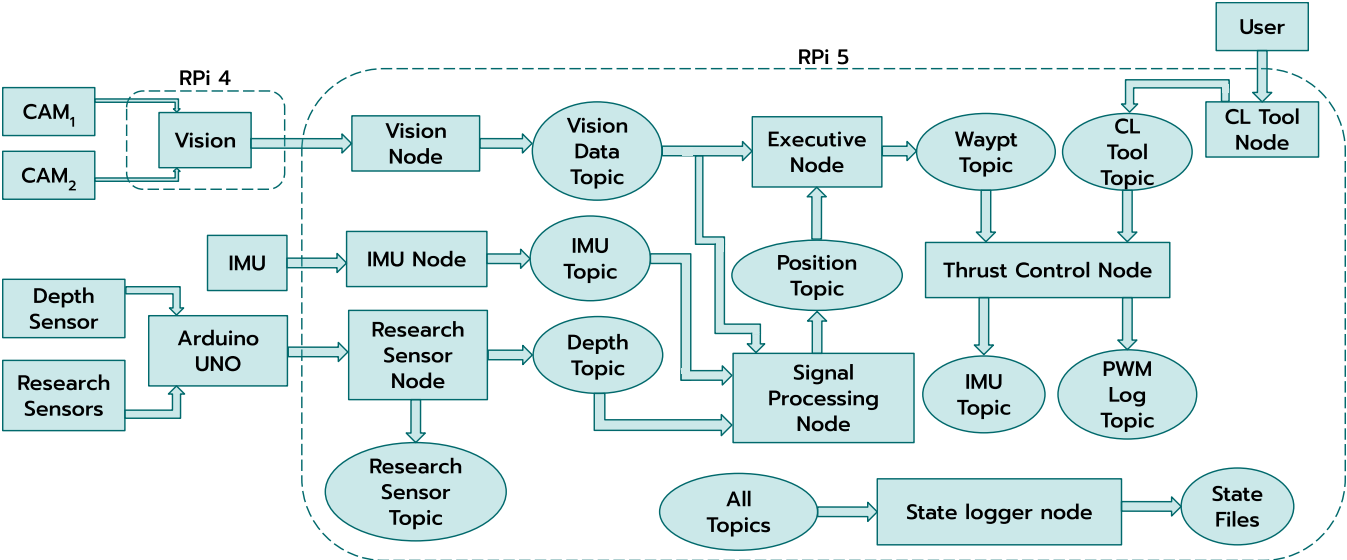 User
RPi 5
RPi 4
CAM1
Vision
CAM2
Vision
Node
Vision
Data
Topic
Executive
Node
Waypt
Topic
CL
Tool
Topic
CL Tool
Node
IMU
IMU Node
IMU
Topic
Position
Topic
Thrust Control Node
Depth
Sensor
Arduino
UNO
Research
Sensors
Research
Sensor
Node
Depth
Topic
Signal
Processing
Node
IMU
Topic
PWM
Log
Topic
Research
Sensor
Topic
All
Topics
State logger node
State
Files